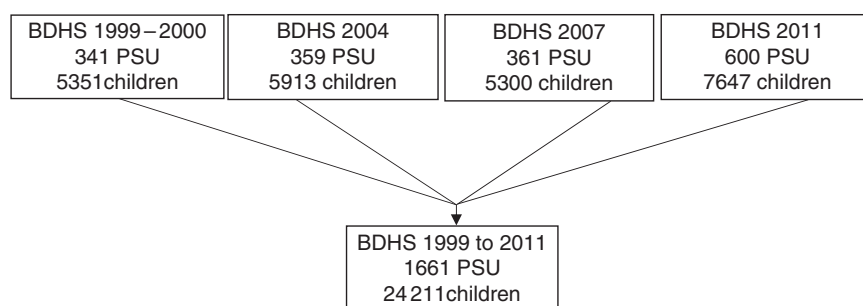 BDHS 1999–2000
341 PSU
5351children
BDHS 2004
359 PSU
5913 children
BDHS 2007
361 PSU
5300 children
BDHS 2011
600 PSU
7647 children
BDHS 1999 to 2011
1661 PSU
24 211children